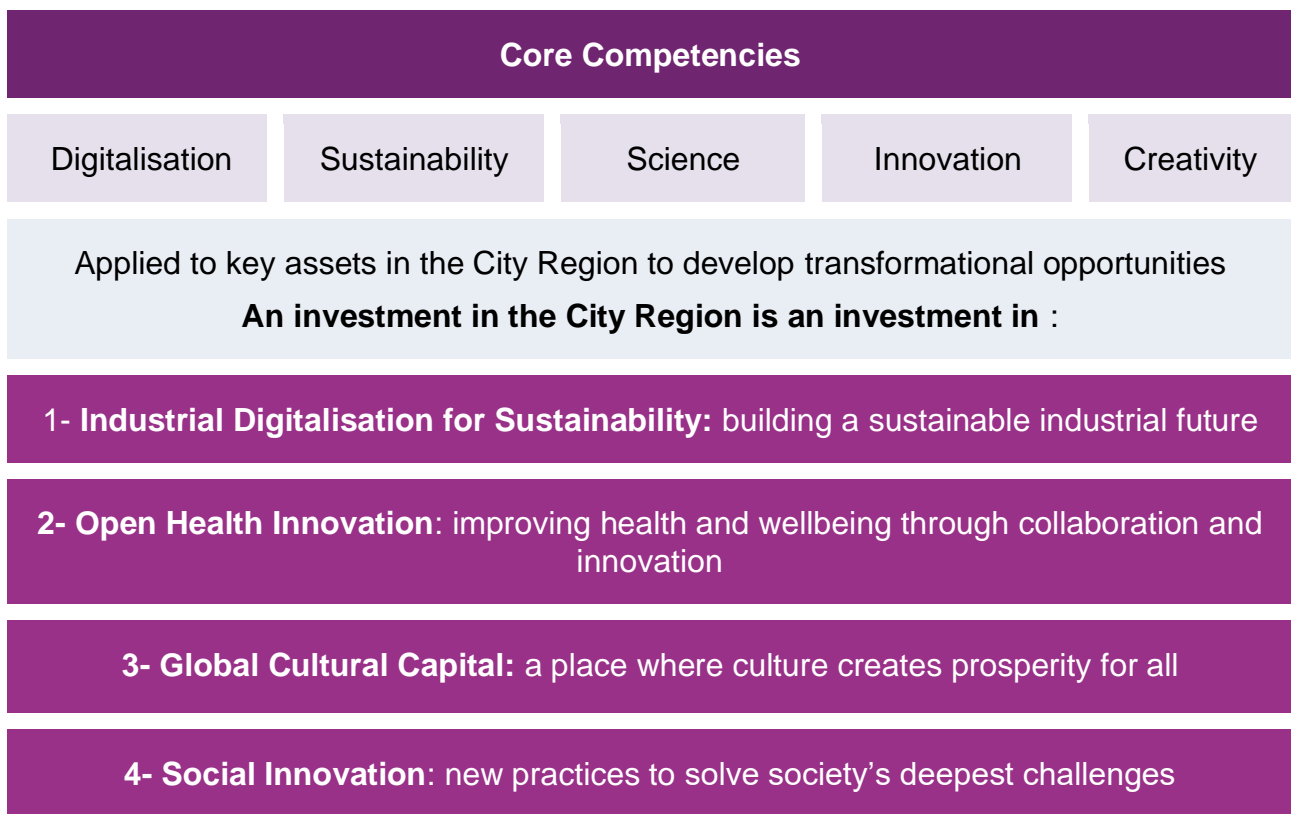 Core Competencies
Digitalisation
Sustainability
Science
Innovation
Creativity
Applied to key assets in the City Region to develop transformational opportunities
An investment in the City Region is an investment in :
1- Industrial Digitalisation for Sustainability: building a sustainable industrial future
2- Open Health Innovation: improving health and wellbeing through collaboration and
innovation
3- Global Cultural Capital: a place where culture creates prosperity for all
4- Social Innovation: new practices to solve society’s deepest challenges